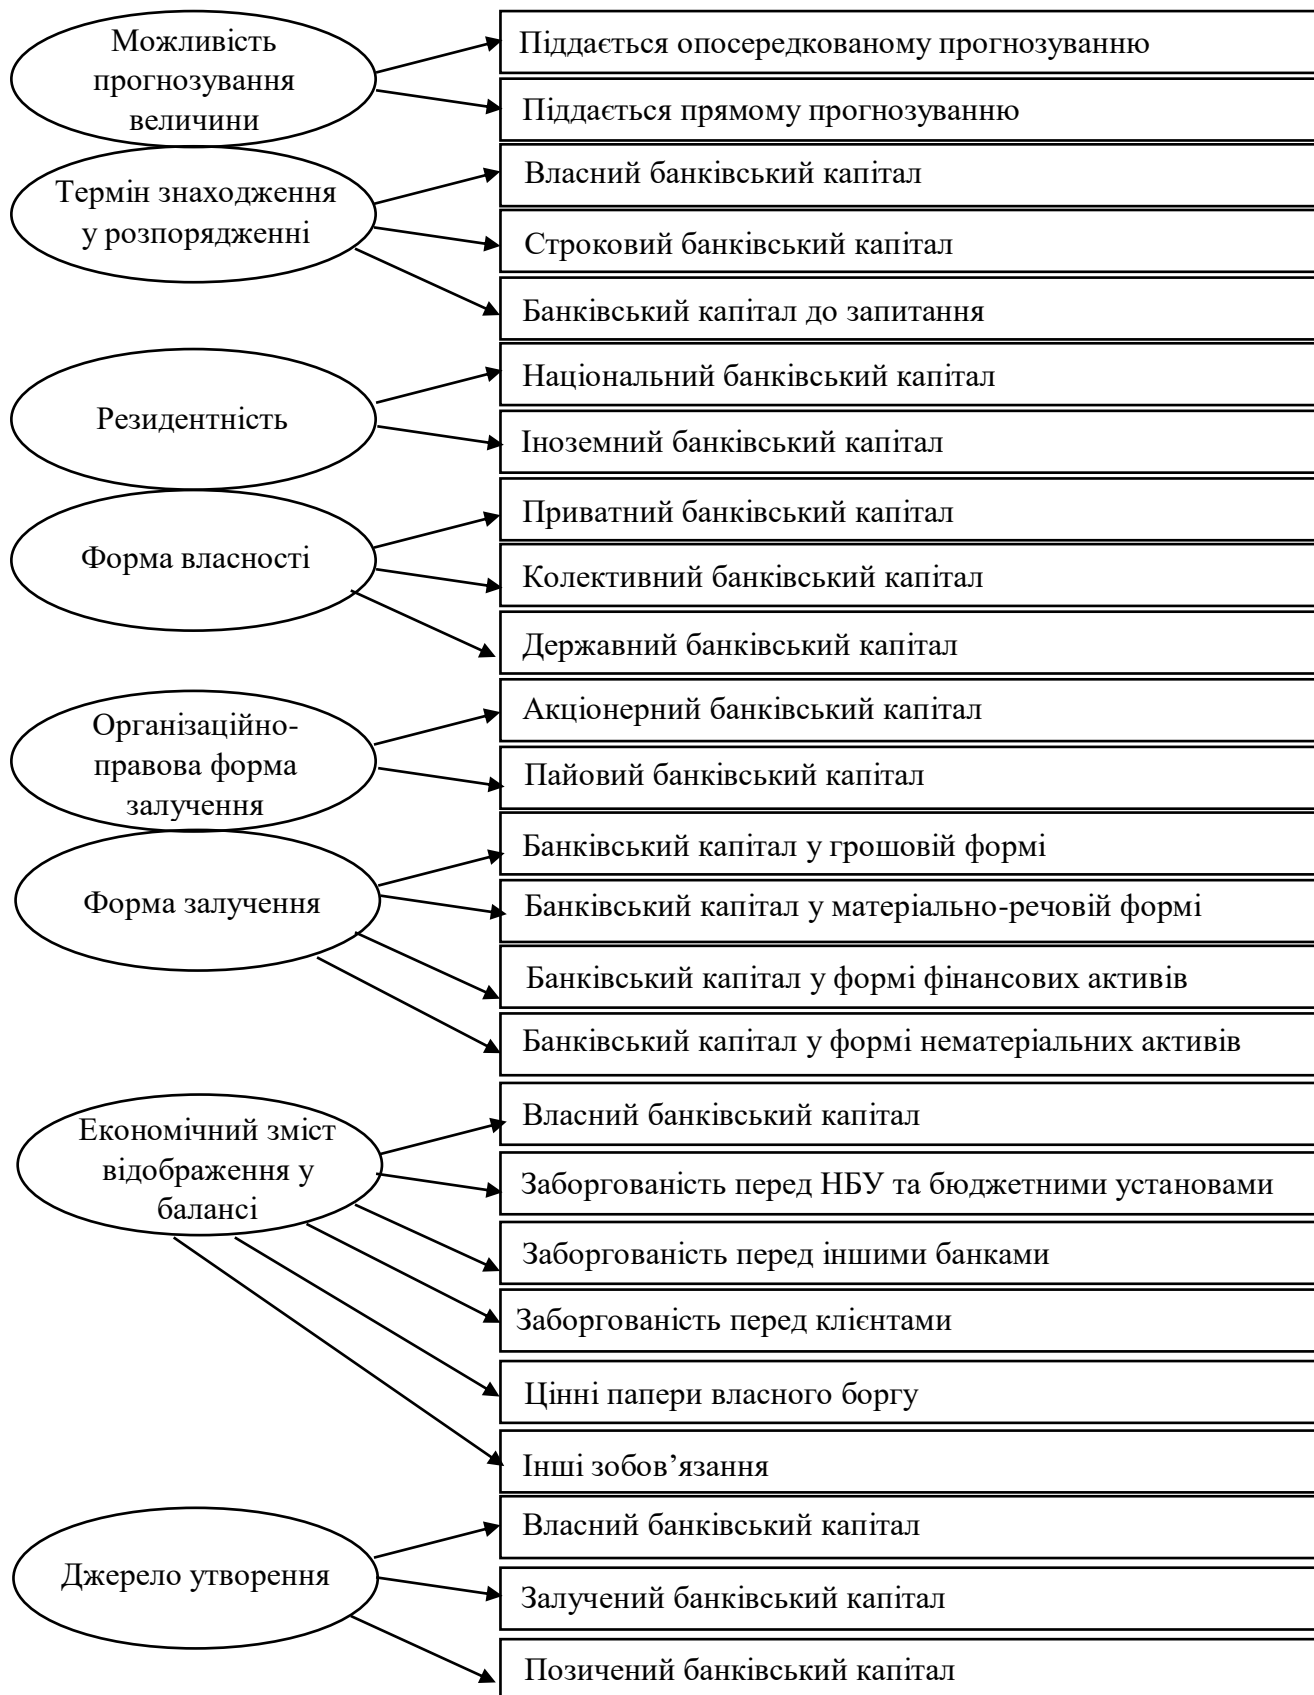 Можливість
прогнозування
величини
Піддається опосередкованому прогнозуванню
Піддається прямому прогнозуванню
Термін знаходження
у розпорядженні
Власний банківський капітал
Строковий банківський капітал
Банківський капітал до запитання
Резидентність
Національний банківський капітал
Іноземний банківський капітал
Форма власності
Приватний банківський капітал
Колективний банківський капітал
Державний банківський капітал
Організаційно-
правова форма
залучення
Акціонерний банківський капітал
Пайовий банківський капітал
Форма залучення
Банківський капітал у грошовій формі
Банківський капітал у матеріально-речовій формі
Банківський капітал у формі фінансових активів
Банківський капітал у формі нематеріальних активів
Економічний зміст
відображення у
балансі
Власний банківський капітал
Заборгованість перед НБУ та бюджетними установами
Заборгованість перед іншими банками
Заборгованість перед клієнтами
Цінні папери власного боргу
Інші зобов’язання
Джерело утворення
Власний банківський капітал
Залучений банківський капітал
Позичений банківський капітал